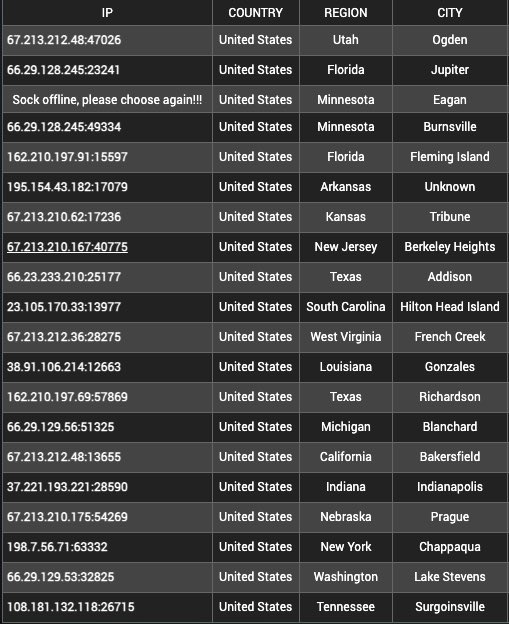 IP COUNTRY REGION CITY
67.213.212.48:47026 United States Utah Ogden
66.29.128.245:23241 United States Florida Jupiter
Sock offline, please choose again!!! United States Minnesota Eagan
66.29.128.245:49334 United States Minnesota Burnsville
162.210.197.91:15597 United States Florida Fleming Island
195.154.43.182:17079 United States Arkansas Unknown
67.213.210.62:17236 United States Kansas Tribune
67.213.210.167:40775 United States New Jersey Berkeley Heights
66.23.233.210:25177 United States Texas Addison
23.105.170.33:13977 United States South Carolina Hilton Head Island
67.213.212.36:28275 United States West Virginia French Creek
38.91.106.214:12663 United States Louisiana Gonzales
162.210.197.69:57869 United States Texas Richardson
66.29.129.56:51325 United States Michigan Blanchard
67.213.212.48:13655 United States California Bakersfield
37.221.193.221:28590 United States Indiana Indianapolis
67.213.210.175:54269 United States Nebraska Prague
198.7.56.71:63332 United States New York Chappaqua
66.29.129.53:32825 United States Washington Lake Stevens
108.181.132.118:26715 United States Tennessee Surgoinsville